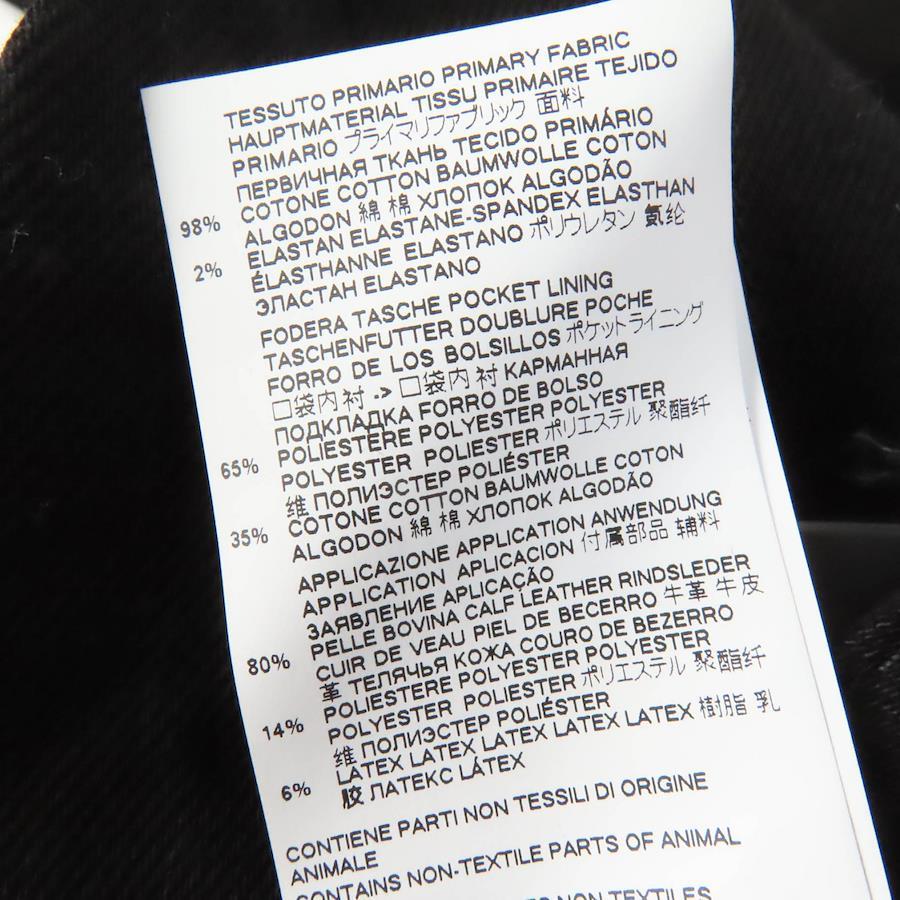 TESSUTO PRIMARIO PRIMARY FABRIC
HAUPTMATERIAL TISSU PRIMAIRE TEJIDO
PRIMARIO プライマリファブリック 面料
ПЕРВИЧНАЯ ТКАНЬ TECIDO PRIMÁRIO
98% COTONE COTTON BAUMWOLLE COTON
ALGODON 綿 棉 ХЛОПОК ALGODÃO
2% ELASTAN ELASTANE-SPANDEX ELASTHAN
ÉLASTHANNE ELASTANO ポリウレタン 氨纶
ЭЛАСТАН ELASTANO
FODERA TASCHE POCKET LINING
TASCHENFUTTER DOUBLURE POCHE
FORRO DE LOS BOLSILLOS ポケットライニング
口袋内衬 -> 口袋内 衬 КАРМАННАЯ
ПОДКЛАДКА FORRO DE BOLSO
65% POLIESTERE POLYESTER POLYESTER
POLYESTER POLIESTER ポリエステル 聚酯纤
维 ПОЛИЭСТЕР POLIÉSTER
35% COTONE COTTON BAUMWOLLE COTON
ALGODON 綿 棉 ХЛОПОК ALGODÃO
APPLICAZIONE APPLICATION ANWENDUNG
APPLICATION APLICACION 付属部品 辅料
ЗАЯВЛЕНИЕ APLICAÇÃO
80% PELLE BOVINA CALF LEATHER RINDSLEDER
CUIR DE VEAU PIEL DE BECERRO 牛革 牛皮
革 ТЕЛЯЧЬЯ КОЖА COURO DE BEZERRO
14% POLIESTERE POLYESTER POLYESTER
POLYESTER POLIESTER ポリエステル 聚酯纤
维 ПОЛИЭСТЕР POLIÉSTER
6% LATEX LATEX LATEX LATEX LATEX 樹脂 乳
胶 ЛАТЕКС LÁTEX
CONTIENE PARTI NON TESSILI DI ORIGINE
ANIMALE
CONTAINS NON-TEXTILE PARTS OF ANIMAL
NON TEXTILES